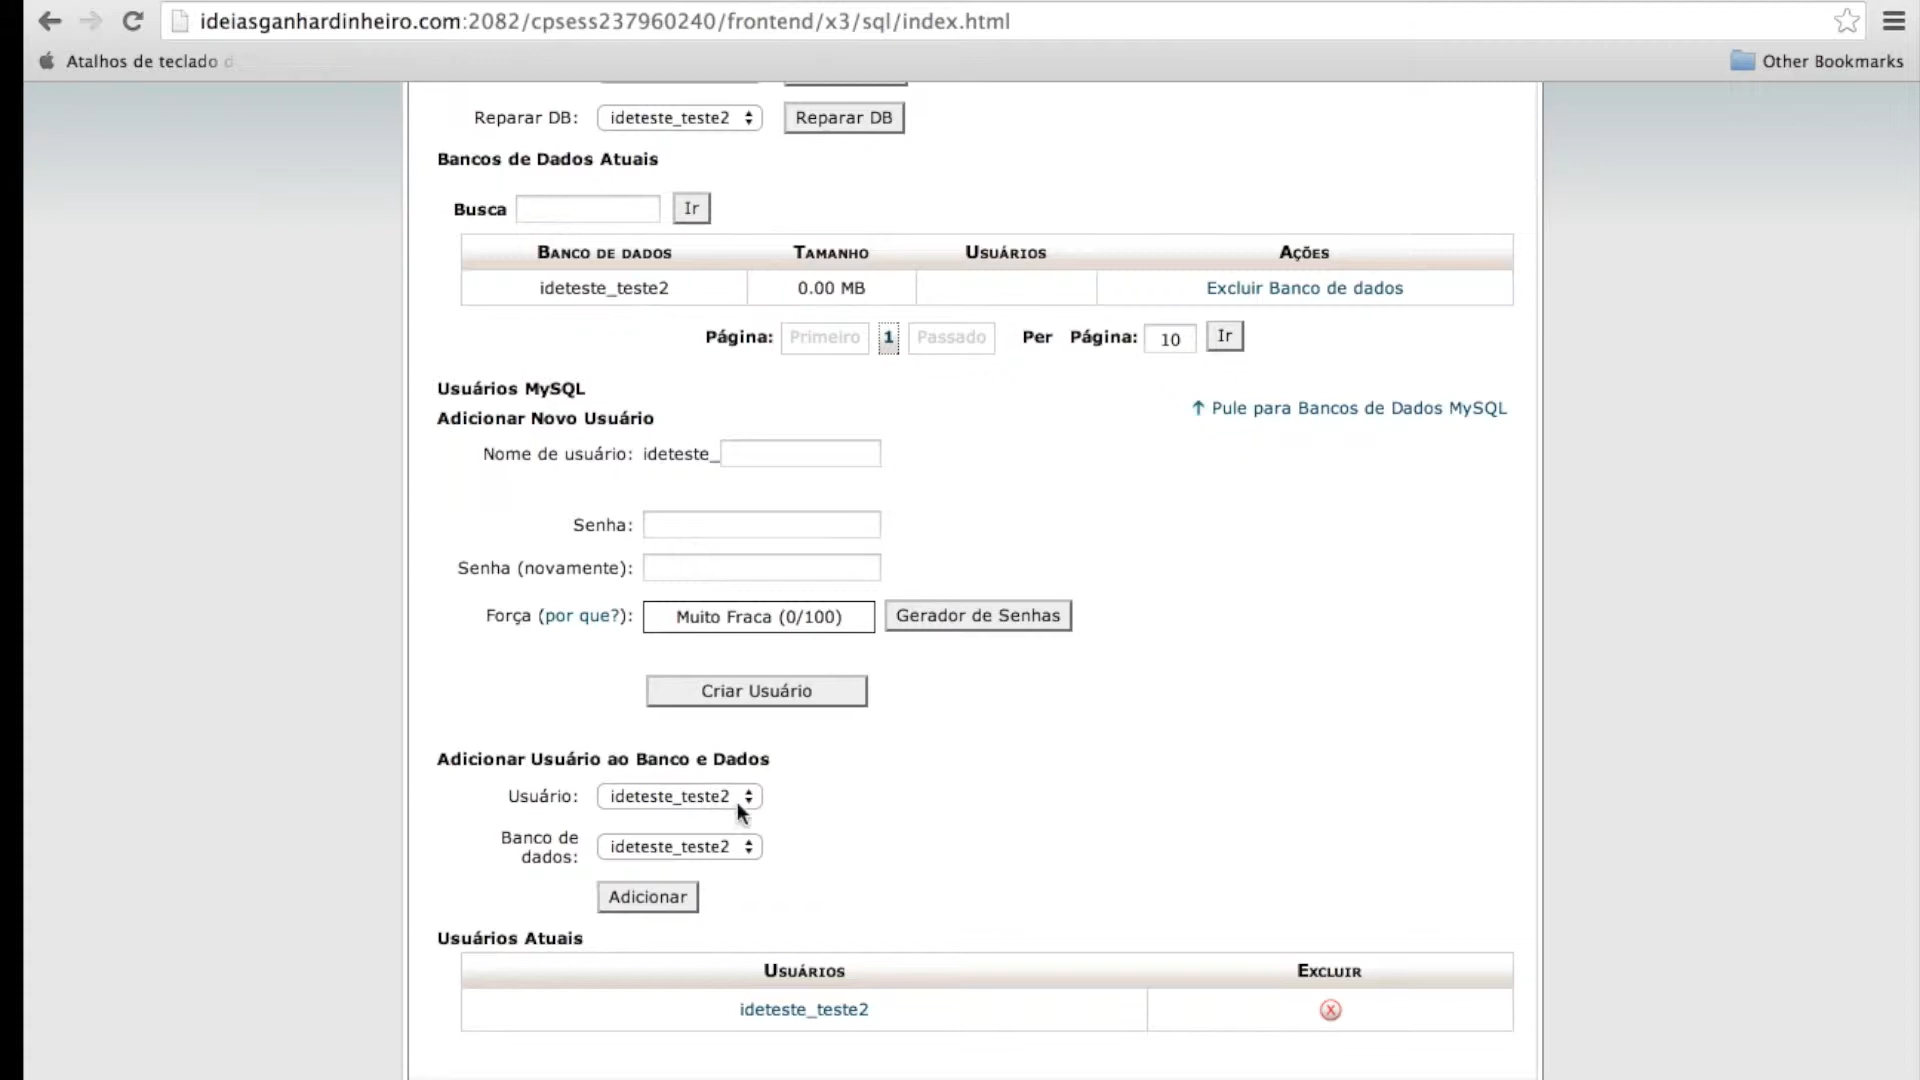 ideiasganhardinheiro.com:2082/cpsess237960240/frontend/x3/sql/index.html
Atalhos de teclado d
Other Bookmarks
Reparar DB: ideteste_teste2 Reparar DB
Bancos de Dados Atuais
Busca Ir
Banco de dados Tamanho Usuários Ações
ideteste_teste2 0.00 MB Excluir Banco de dados
Página: Primeiro 1 Passado Per Página: 10 Ir
Usuários MySQL
↑ Pule para Bancos de Dados MySQL
Adicionar Novo Usuário
Nome de usuário: ideteste_
Senha:
Senha (novamente):
Força (por que?): Muito Fraca (0/100) Gerador de Senhas
Criar Usuário
Adicionar Usuário ao Banco e Dados
Usuário: ideteste_teste2
Banco de
dados: ideteste_teste2
Adicionar
Usuários Atuais
Usuários Excluir
ideteste_teste2